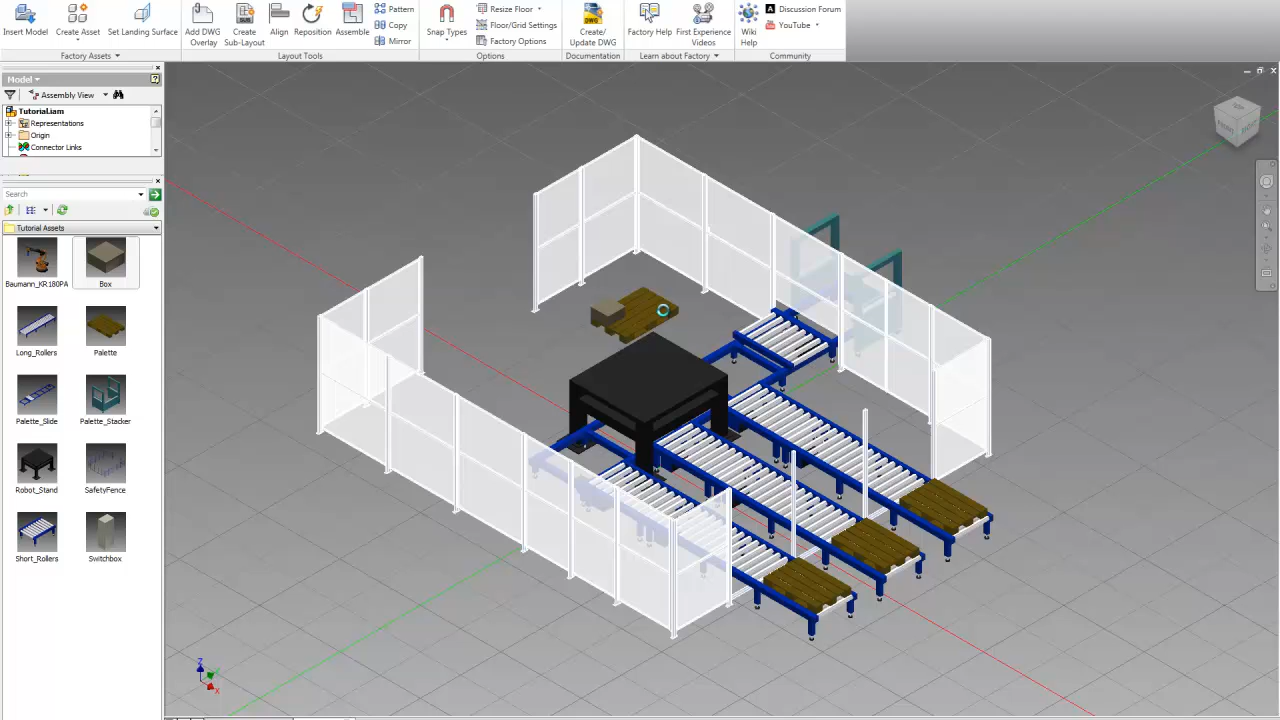 Insert Model
Create Asset
Set Landing Surface
Factory Assets
Add DWG
Overlay
Create
Sub-Layout
Align
Reposition
Assemble
Pattern
Copy
Mirror
Layout Tools
Snap Types
Resize Floor
Floor/Grid Settings
Factory Options
Options
DWG
Create/
Update DWG
Documentation
Factory Help
First Experience
Videos
Learn about Factory
Wiki
Help
Discussion Forum
YouTube
Community
Model
Assembly View
Tutorial.iam
Representations
Origin
Connector Links
Search
Tutorial Assets
Baumann_KR180PA
Box
Long_Rollers
Palette
Palette_Slide
Palette_Stacker
Robot_Stand
SafetyFence
Short_Rollers
Switchbox
TOP
Z
Y
X